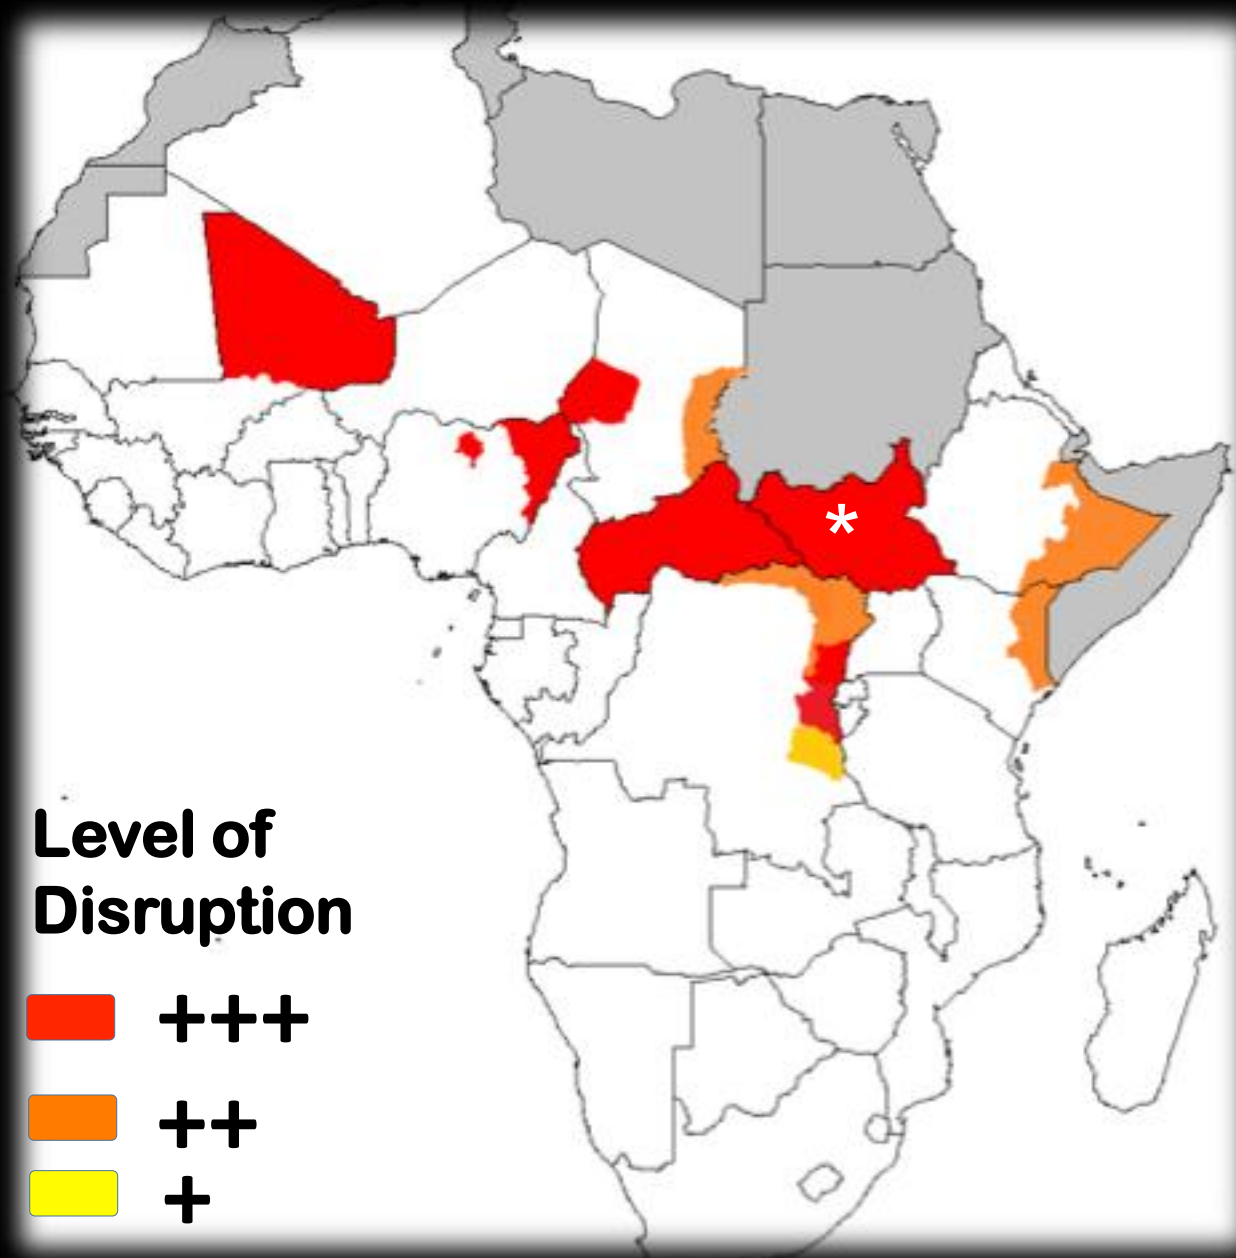 *
Level of
Disruption
+++
++
+